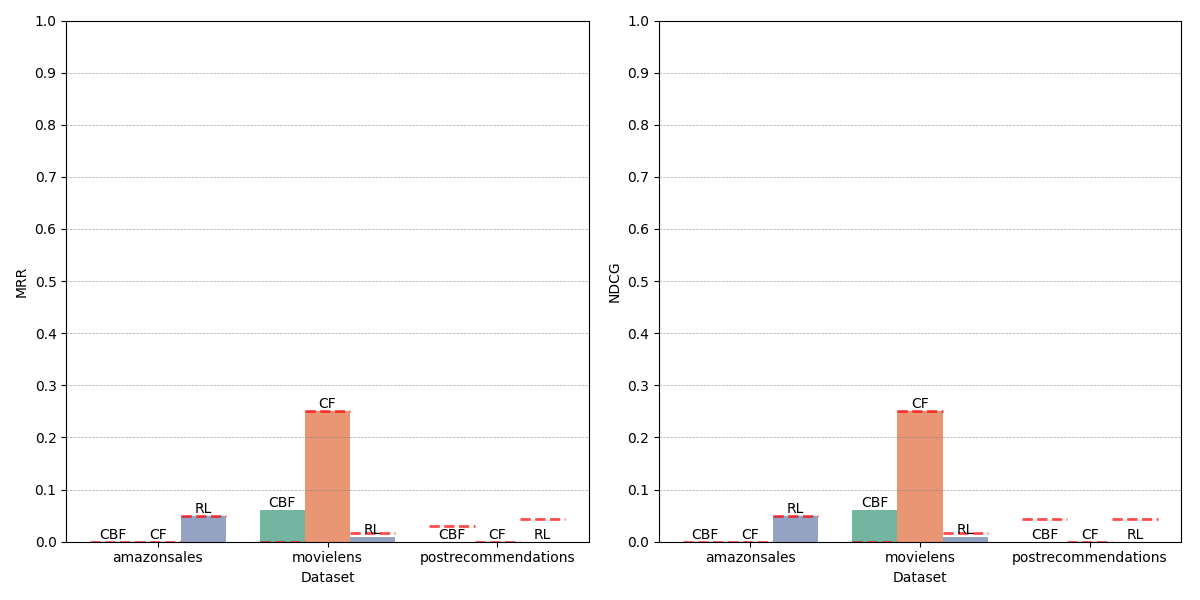 1.0
0.9
0.8
0.7
0.6
0.5
0.4
0.3
0.2
0.1
0.0
MRR
CBF CF RL
CBF CF RL
CBF CF RL
amazonsales movielens postrecommendations
Dataset
1.0
0.9
0.8
0.7
0.6
0.5
0.4
0.3
0.2
0.1
0.0
NDCG
CBF CF RL
CBF CF RL
CBF CF RL
amazonsales movielens postrecommendations
Dataset